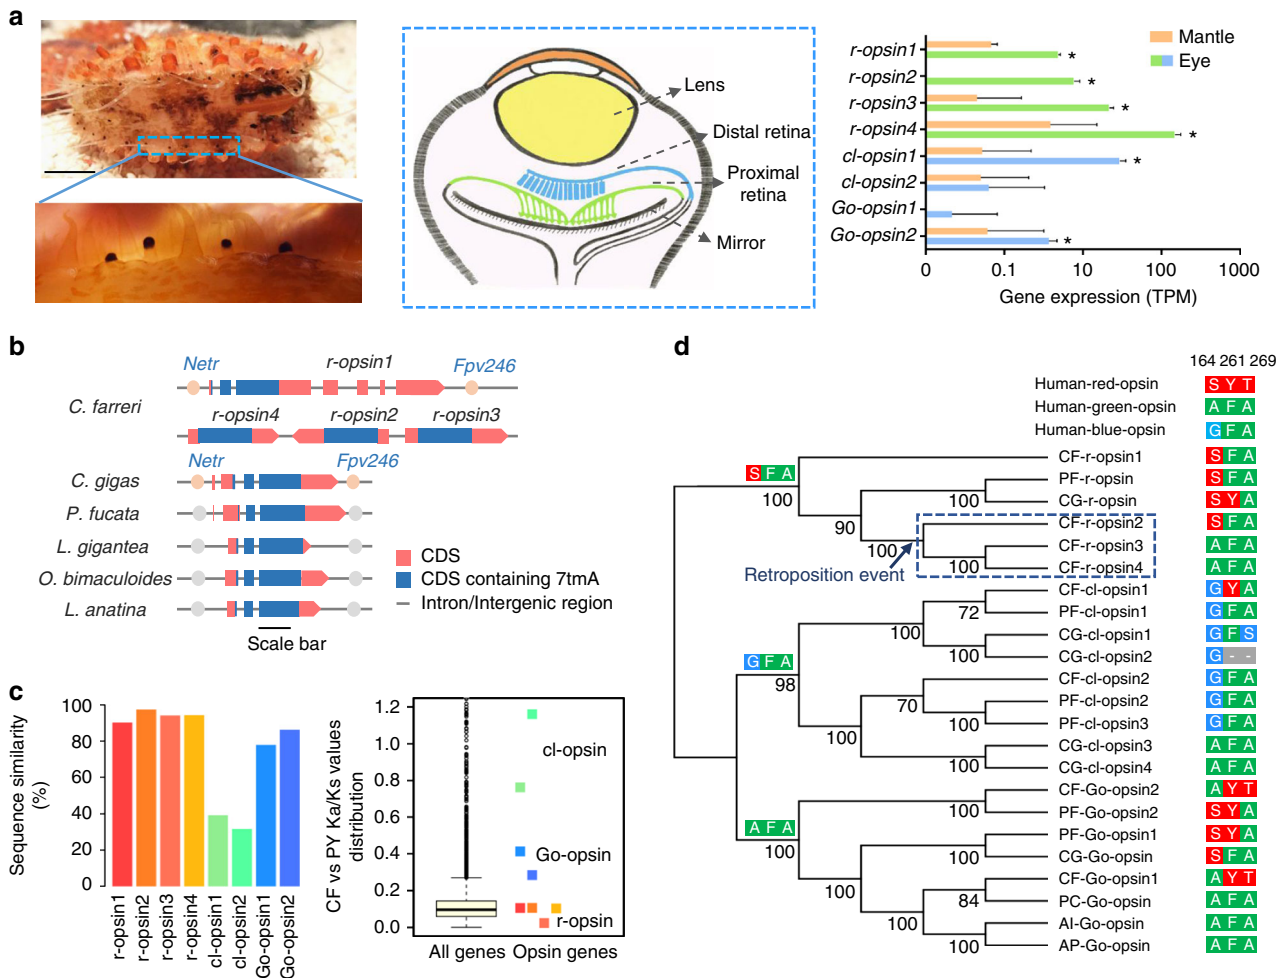 a
Lens
Distal retina
Proximal
retina
Mirror
r-opsin1
r-opsin2
r-opsin3
r-opsin4
cl-opsin1
cl-opsin2
Go-opsin1
Go-opsin2
Mantle
Eye
*
*
*
*
*
*
0 0.1 10 100 1000
Gene expression (TPM)
b
Netr r-opsin1 Fpv246
C. farreri
r-opsin4 r-opsin2 r-opsin3
Netr Fpv246
C. gigas
P. fucata
L. gigantea
O. bimaculoides
L. anatina
CDS
CDS containing 7tmA
Intron/Intergenic region
Scale bar
c
Sequence similarity
(%)
100
80
60
40
20
0
r-opsin1
r-opsin2
r-opsin3
r-opsin4
cl-opsin1
cl-opsin2
Go-opsin1
Go-opsin2
CF vs PY Ka/Ks values
distribution
1.2
1.0
0.8
0.6
0.4
0.2
0.0
cl-opsin
Go-opsin
r-opsin
All genes Opsin genes
d
164 261 269
Human-red-opsin S Y T
Human-green-opsin A F A
Human-blue-opsin G F A
CF-r-opsin1 S F A
PF-r-opsin S F A
CG-r-opsin S Y A
CF-r-opsin2 S F A
CF-r-opsin3 A F A
CF-r-opsin4 A F A
CF-cl-opsin1 G Y A
PF-cl-opsin1 G F A
CG-cl-opsin1 G F S
CG-cl-opsin2 G - -
CF-cl-opsin2 G F A
PF-cl-opsin2 G F A
PF-cl-opsin3 G F A
CG-cl-opsin3 A F A
CG-cl-opsin4 A F A
CF-Go-opsin2 A Y T
PF-Go-opsin2 S Y A
PF-Go-opsin1 S Y A
CG-Go-opsin S F A
CF-Go-opsin1 A Y T
PC-Go-opsin A F A
AI-Go-opsin A F A
AP-Go-opsin A F A
S F A
100
90
100
100
100
Retroposition event
G F A
98
100
72
100
100
70
100
100
A F A
100
100
100
100
84
100
100